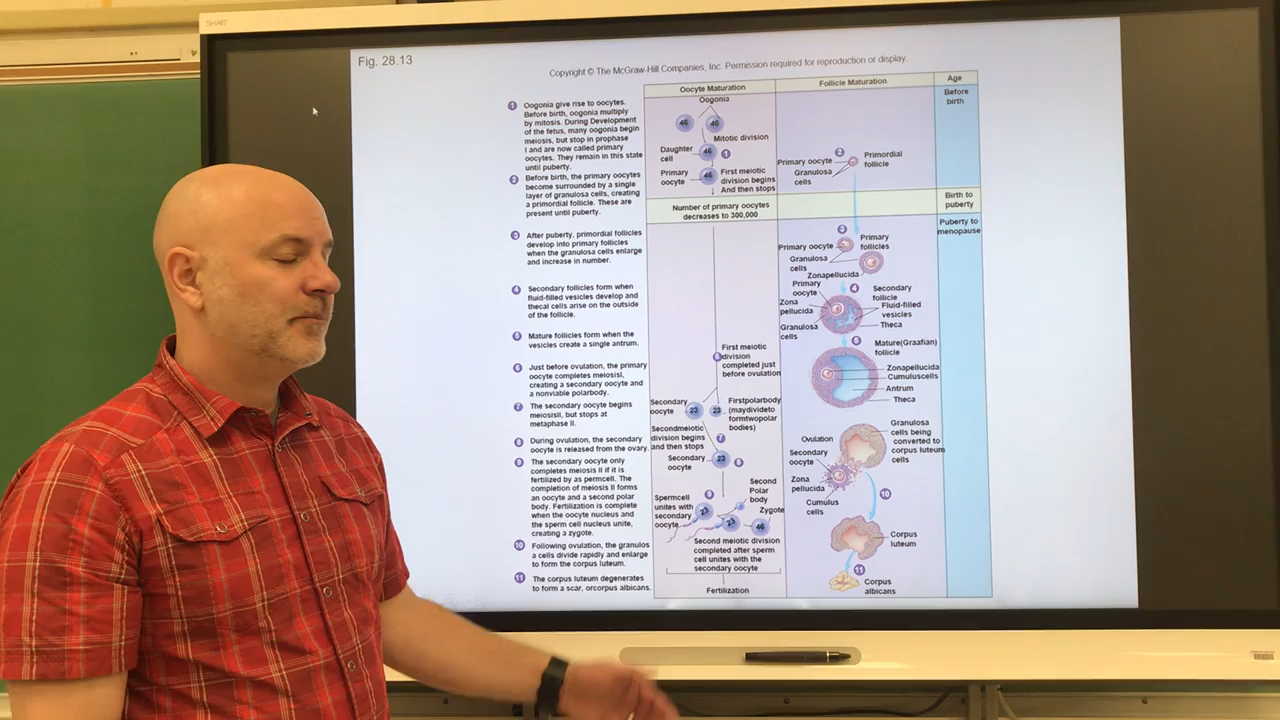 SMART
Fig. 28.13
Copyright © The McGraw-Hill Companies, Inc. Permission required for reproduction or display.
1 Oogonia give rise to oocytes.
Before birth, oogonia multiply
by mitosis. During Development
of the fetus, many oogonia begin
meiosis, but stop in prophase
I and are now called primary
oocytes. They remain in this state
until puberty.
2 Before birth, the primary oocytes
become surrounded by a single
layer of granulosa cells, creating
a primordial follicle. These are
present until puberty.
3 After puberty, primordial follicles
develop into primary follicles
when the granulosa cells enlarge
and increase in number.
4 Secondary follicles form when
fluid-filled vesicles develop and
thecal cells arise on the outside
of the follicle.
5 Mature follicles form when the
vesicles create a single antrum.
6 Just before ovulation, the primary
oocyte completes meiosisI,
creating a secondary oocyte and
a nonviable polarbody.
7 The secondary oocyte begins
meiosisII, but stops at
metaphase II.
8 During ovulation, the secondary
oocyte is released from the ovary.
9 The secondary oocyte only
completes meiosis II if it is
fertilized by as permcell. The
completion of meiosis II forms
an oocyte and a second polar
body. Fertilization is complete
when the oocyte nucleus and
the sperm cell nucleus unite,
creating a zygote.
10 Following ovulation, the granulos
a cells divide rapidly and enlarge
to form the corpus luteum.
11 The corpus luteum degenerates
to form a scar, orcorpus albicans.
Oocyte Maturation
Oogonia
46 46
Mitotic division
Daughter
cell
46 1
Primary
oocyte
46
First meiotic
division begins
And then stops
Number of primary oocytes
decreases to 300,000
6
First meiotic
division
completed just
before ovulation
Secondary
oocyte
23 23
Firstpolarbody
(maydivideto
formtwopolar
bodies)
Secondmeiotic
division begins
and then stops
7
Secondary
oocyte
23 8
Spermcell
unites with
secondary
oocyte
9
23
23
Second
Polar
body
Zygote
46
Second meiotic division
completed after sperm
cell unites with the
secondary oocyte
Fertilization
Follicle Maturation
2
Primary oocyte
Granulosa
cells
Primordial
follicle
3
Primary oocyte
Primary
follicles
Granulosa
cells
Zonapellucida
4
Primary
oocyte
Secondary
follicle
Zona
pellucida
Fluid-filled
vesicles
Granulosa
cells
Theca
5 Mature(Graafian)
follicle
Zonapellucida
Cumuluscells
Antrum
Theca
Granulosa
cells being
converted to
corpus luteum
cells
Ovulation
Secondary
oocyte
Zona
pellucida
Cumulus
cells
10
Corpus
luteum
11
Corpus
albicans
Age
Before
birth
Birth to
puberty
Puberty to
menopause